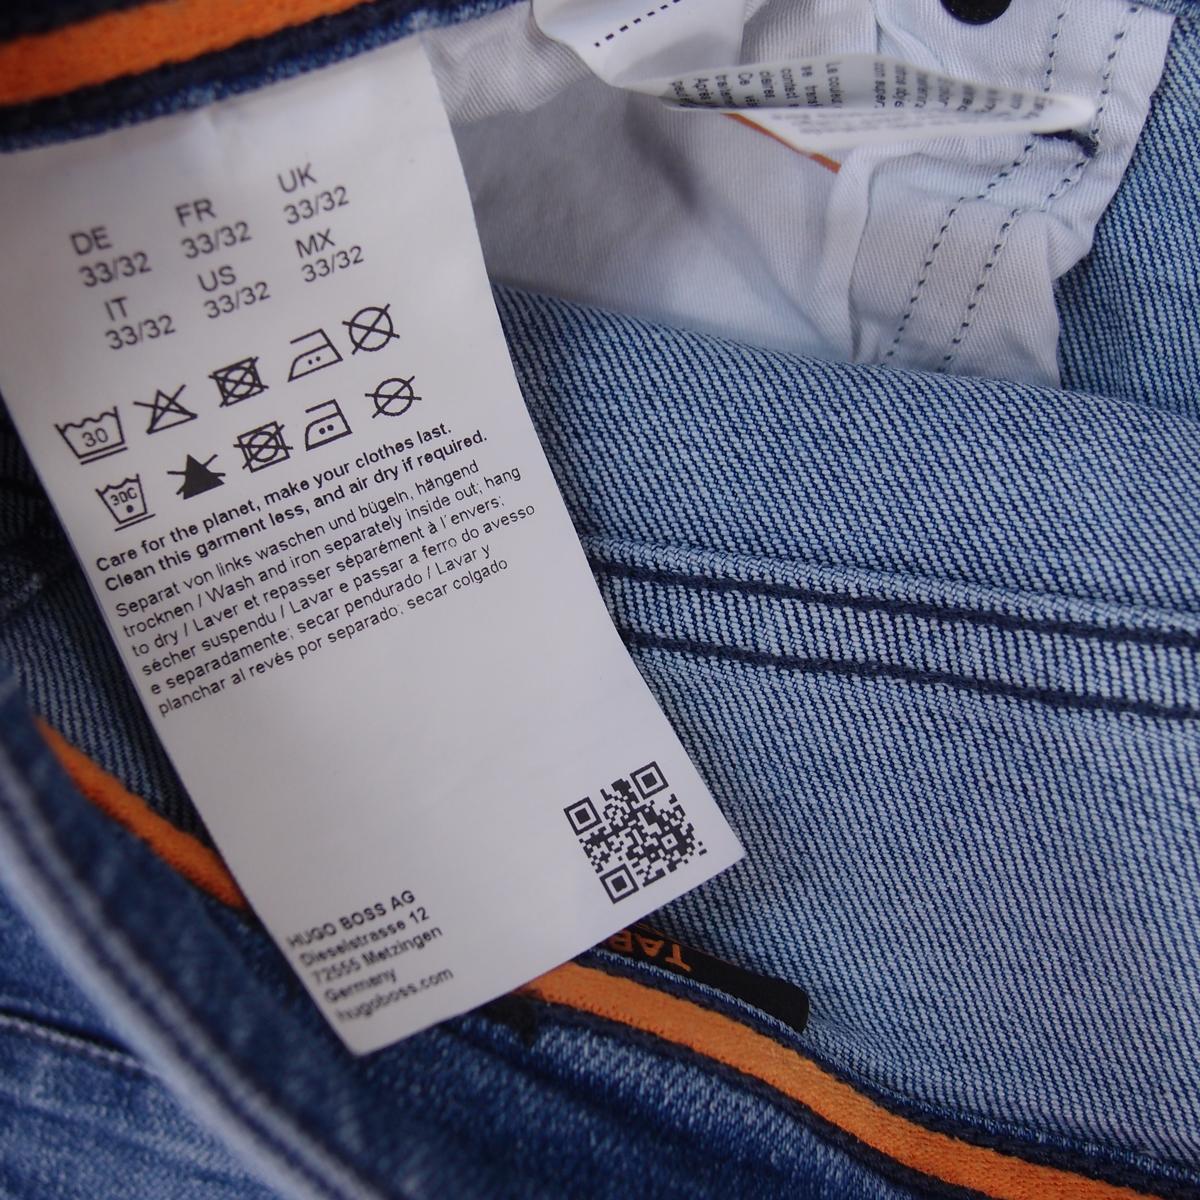 DE
33/32
FR
33/32
UK
33/32
IT
33/32
US
33/32
MX
33/32
30
30C
Care for the planet, make your clothes last.
Clean this garment less, and air dry if required.
Separat von links waschen und bügeln, hängend
trocknen / Wash and iron separately inside out; hang
to dry / Laver et repasser séparément à l'envers;
sécher suspendu / Lavar e passar a ferro do avesso
e separadamente; secar pendurado / Lavar y
planchar al revés por separado; secar colgado
HUGO BOSS AG
Dieselstrasse 12
72555 Metzingen
Germany
hugoboss.com